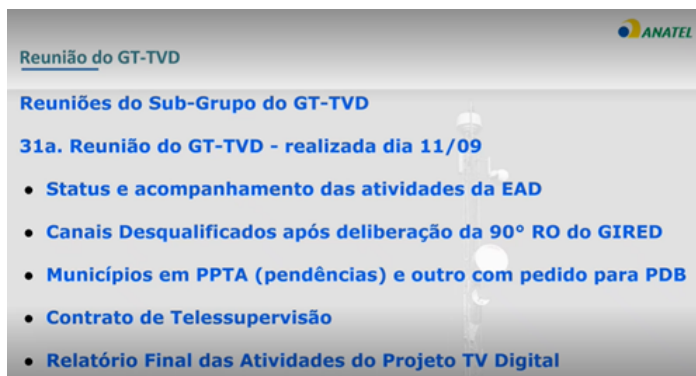 ANATEL
Reunião do GT-TVD
Reuniões do Sub-Grupo do GT-TVD
31a. Reunião do GT-TVD - realizada dia 11/09
• Status e acompanhamento das atividades da EAD
• Canais Desqualificados após deliberação da 90° RO do GIRED
• Municípios em PPTA (pendências) e outro com pedido para PDB
• Contrato de Telessupervisão
• Relatório Final das Atividades do Projeto TV Digital